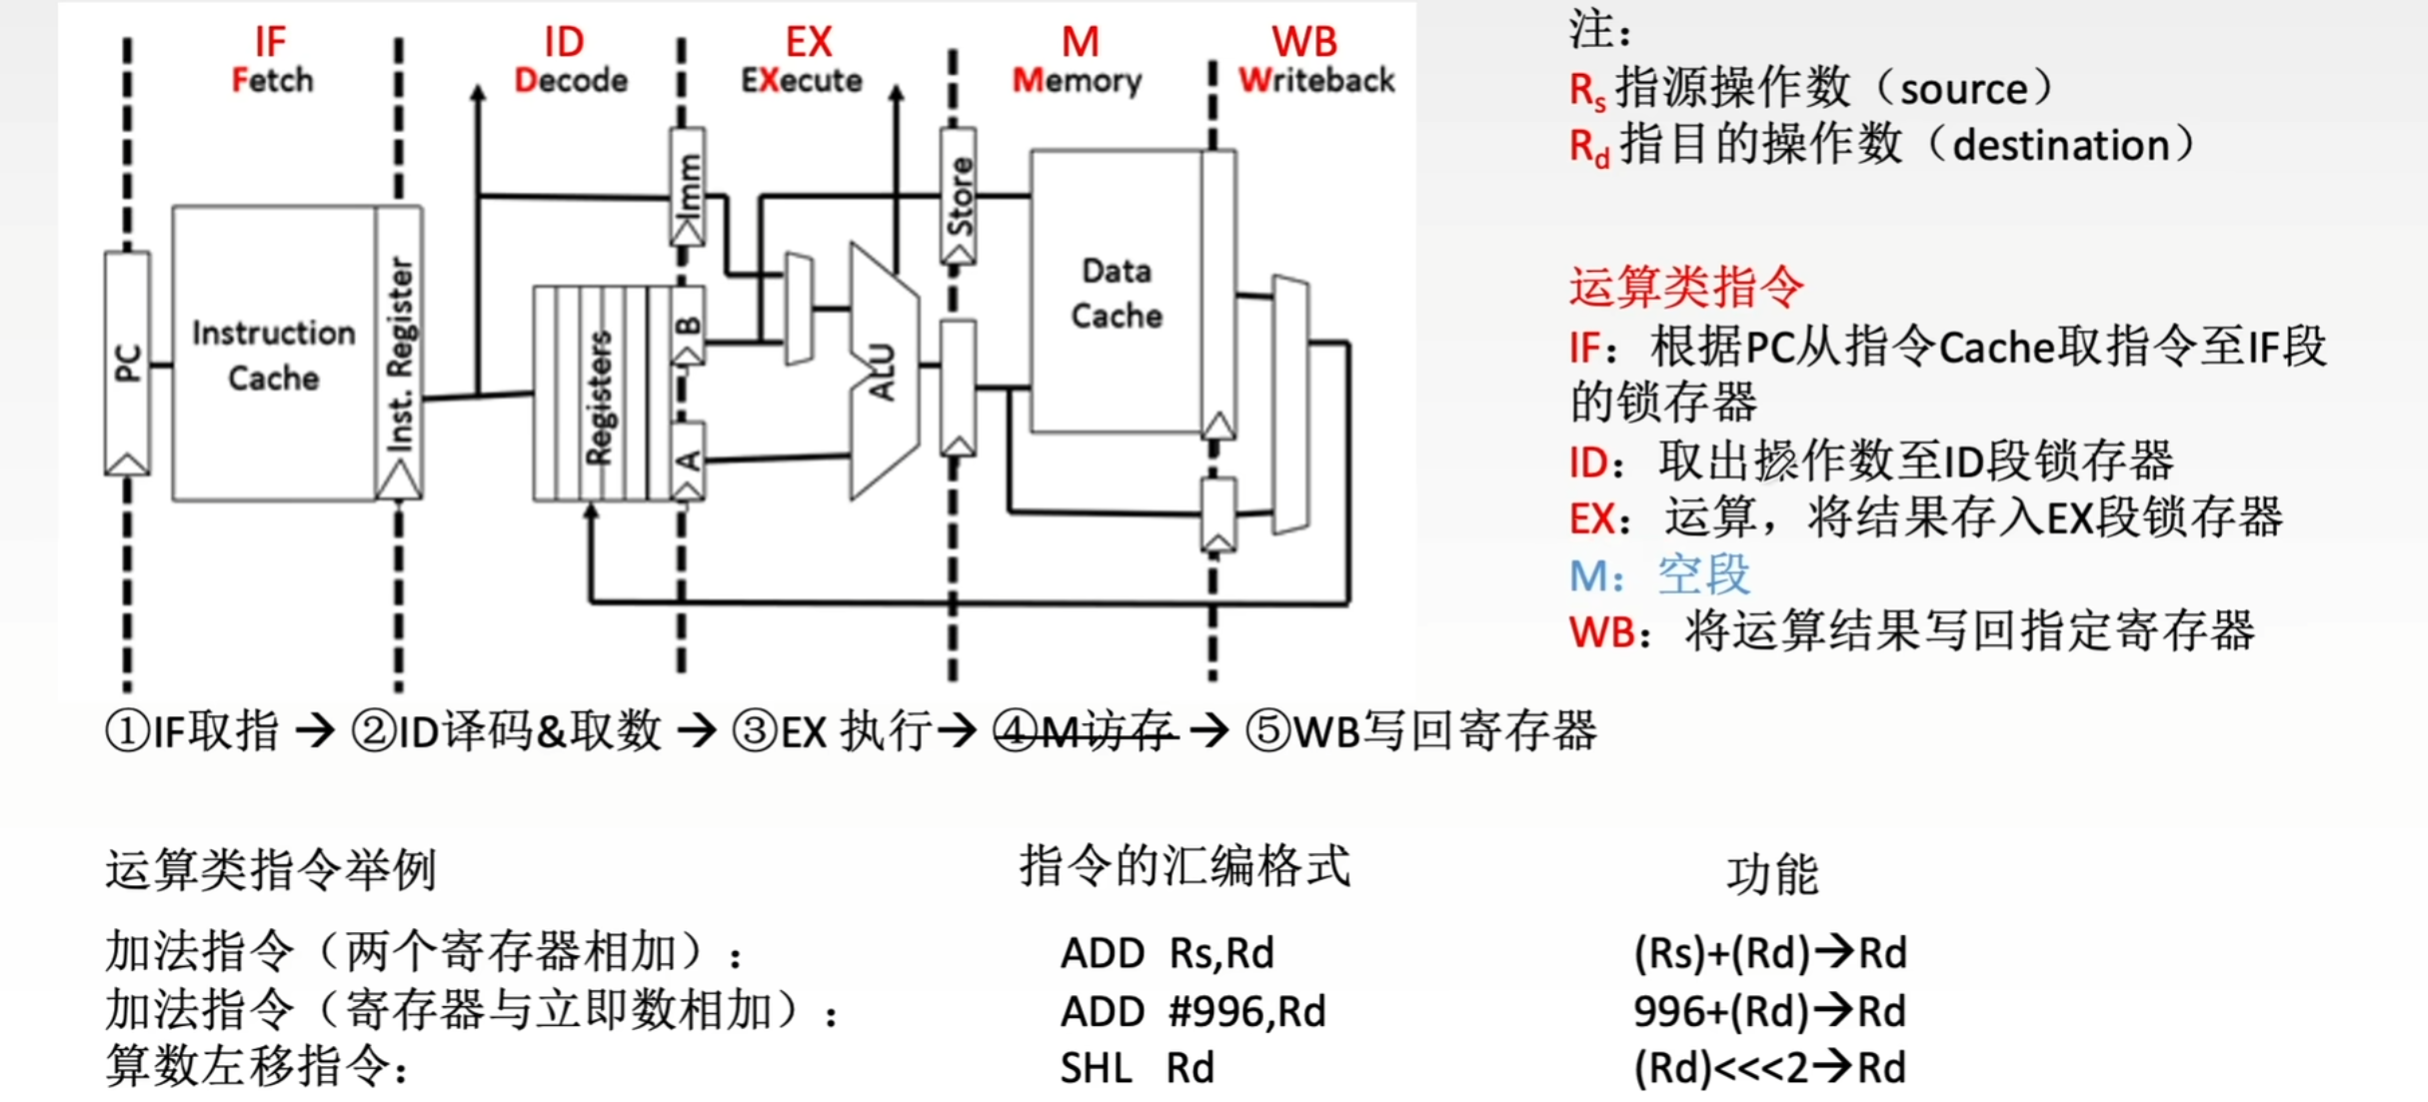 IF
Fetch
ID
Decode
EX
EXecute
M
Memory
WB
Writeback
PC
Instruction
Cache
Inst. Register
Registers
Imm
B
A
ALU
Store
Data
Cache
注：
Rs指源操作数（source）
Rd指目的操作数（destination）
运算类指令
IF：根据PC从指令Cache取指令至IF段
的锁存器
ID：取出操作数至ID段锁存器
EX：运算，将结果存入EX段锁存器
M：空段
WB：将运算结果写回指定寄存器
①IF取指 → ②ID译码&取数 → ③EX 执行→ ④M访存 → ⑤WB写回寄存器
运算类指令举例 指令的汇编格式 功能
加法指令（两个寄存器相加）： ADD Rs,Rd (Rs)+(Rd)→Rd
加法指令（寄存器与立即数相加）： ADD #996,Rd 996+(Rd)→Rd
算数左移指令： SHL Rd (Rd)<<<2→Rd